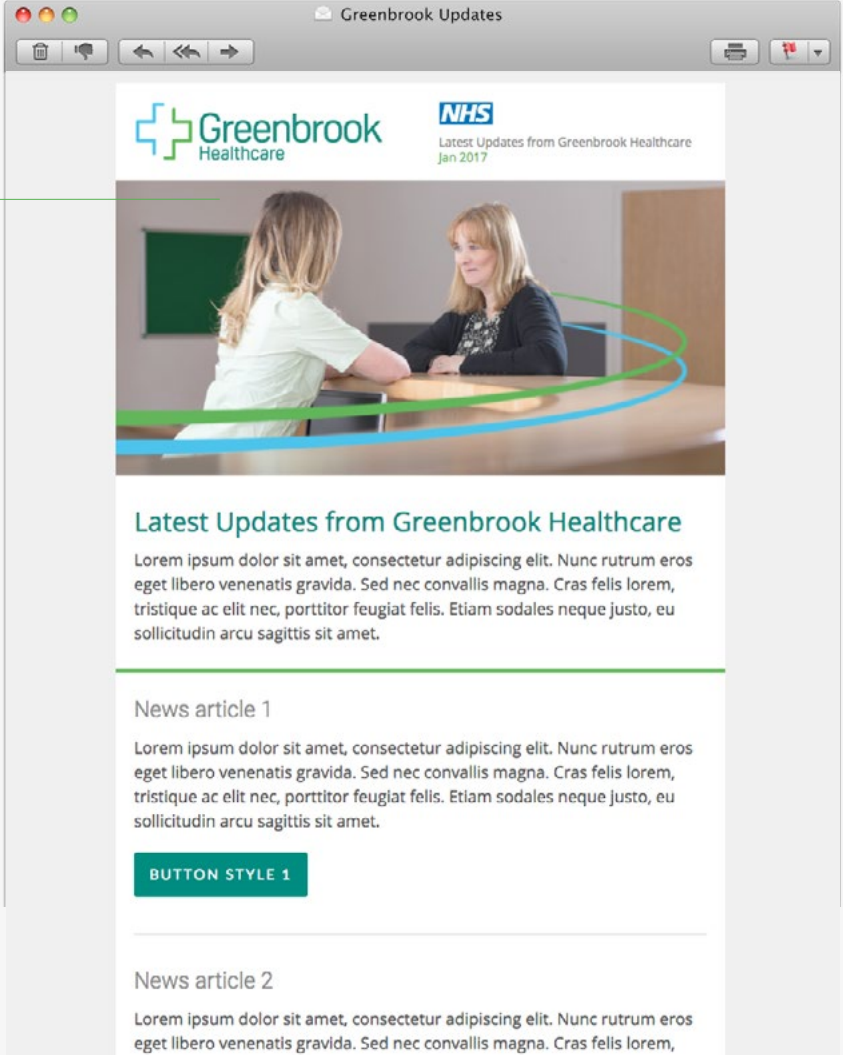 Greenbrook Updates
Greenbrook
Healthcare
NHS
Latest Updates from Greenbrook Healthcare
Jan 2017
Latest Updates from Greenbrook Healthcare
Lorem ipsum dolor sit amet, consectetur adipiscing elit. Nunc rutrum eros
eget libero venenatis gravida. Sed nec convallis magna. Cras felis lorem,
tristique ac elit nec, porttitor feugiat felis. Etiam sodales neque justo, eu
sollicitudin arcu sagittis sit amet.
News article 1
Lorem ipsum dolor sit amet, consectetur adipiscing elit. Nunc rutrum eros
eget libero venenatis gravida. Sed nec convallis magna. Cras felis lorem,
tristique ac elit nec, porttitor feugiat felis. Etiam sodales neque justo, eu
sollicitudin arcu sagittis sit amet.
BUTTON STYLE 1
News article 2
Lorem ipsum dolor sit amet, consectetur adipiscing elit. Nunc rutrum eros
eget libero venenatis gravida. Sed nec convallis magna. Cras felis lorem,